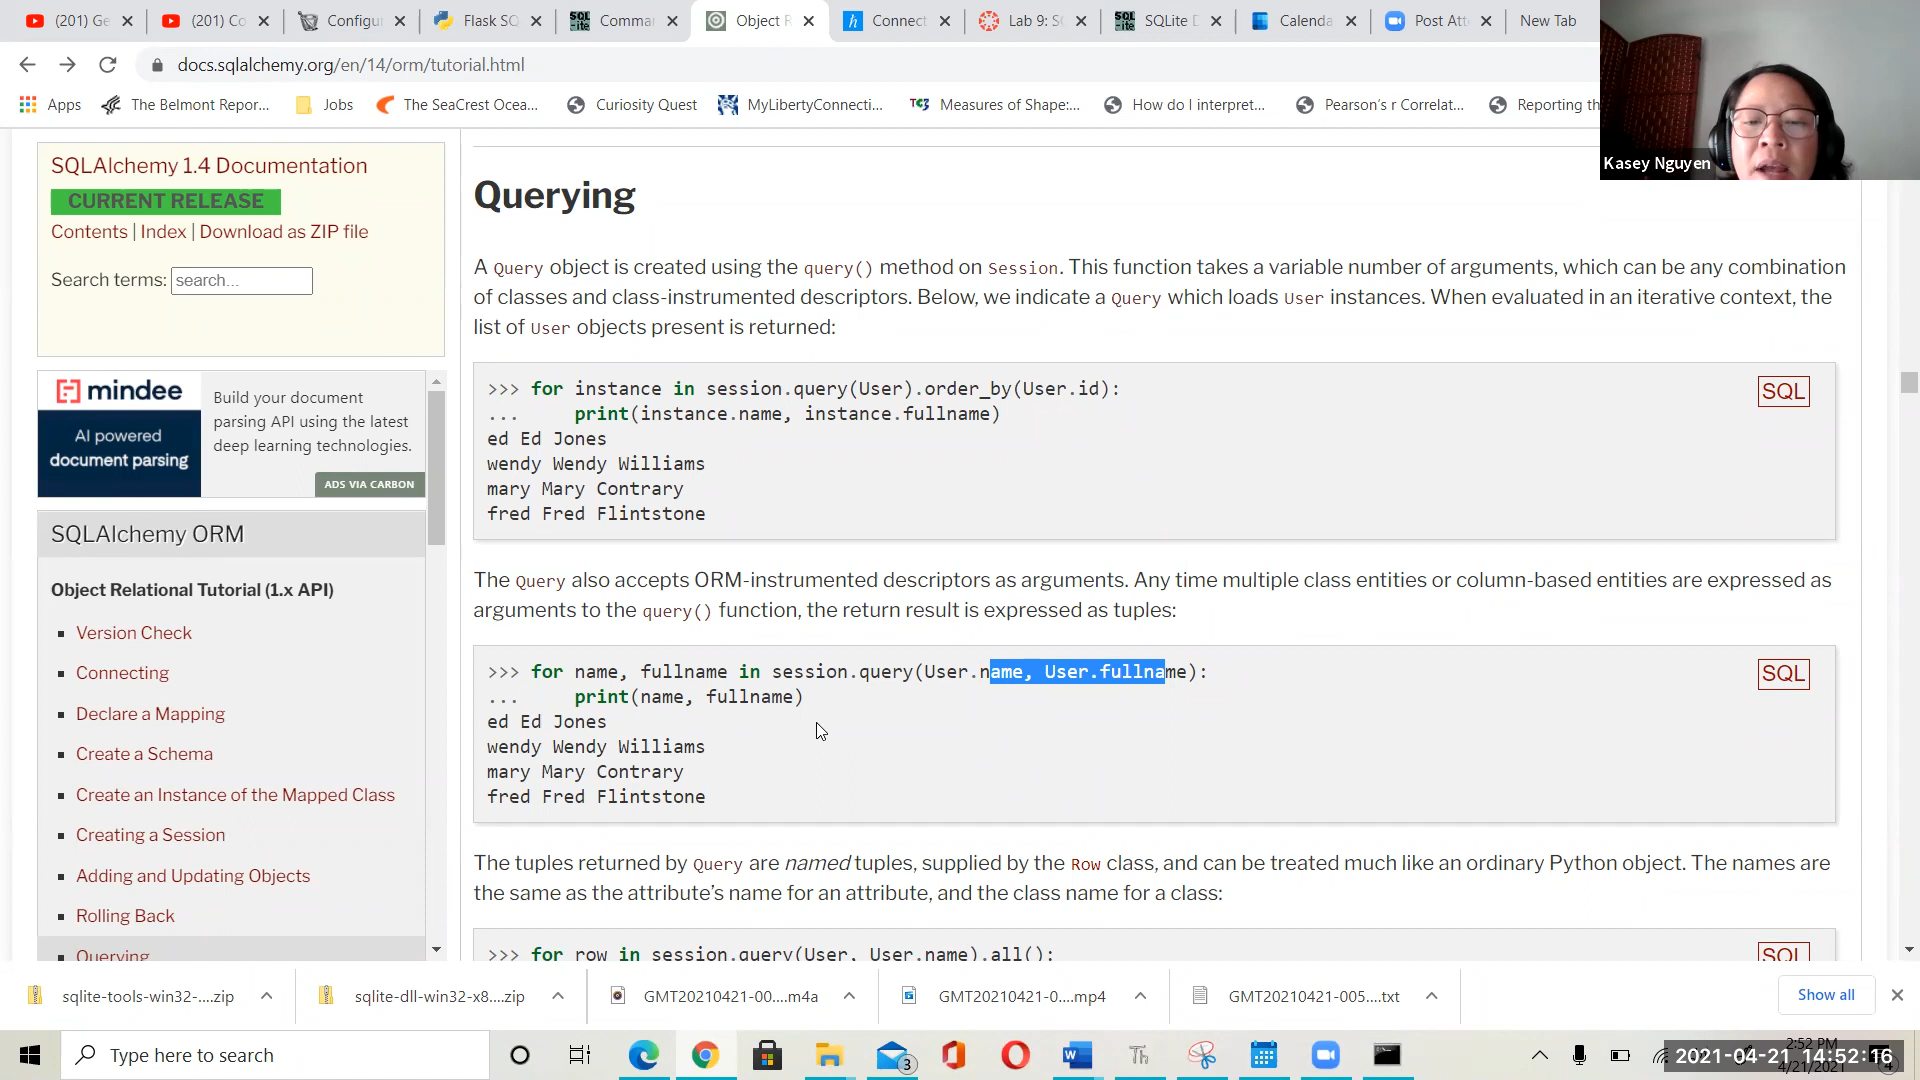 (201) Ge
(201) Co
Configu
Flask SQ
Comma
Object R
Connect
Lab 9: S
SQLite D
Calenda
Post Att
New Tab
docs.sqlalchemy.org/en/14/orm/tutorial.html
Apps
The Belmont Repor...
Jobs
The SeaCrest Ocea...
Curiosity Quest
MyLibertyConnecti...
Measures of Shape:...
How do I interpret...
Pearson's r Correlat...
Reporting th
Kasey Nguyen
SQLAlchemy 1.4 Documentation
CURRENT RELEASE
Contents | Index | Download as ZIP file
Search terms: search...
mindee
AI powered
document parsing
Build your document
parsing API using the latest
deep learning technologies.
ADS VIA CARBON
SQLAlchemy ORM
Object Relational Tutorial (1.x API)
Version Check
Connecting
Declare a Mapping
Create a Schema
Create an Instance of the Mapped Class
Creating a Session
Adding and Updating Objects
Rolling Back
Querying
Querying
A Query object is created using the query() method on Session. This function takes a variable number of arguments, which can be any combination
of classes and class-instrumented descriptors. Below, we indicate a Query which loads User instances. When evaluated in an iterative context, the
list of User objects present is returned:
SQL
>>> for instance in session.query(User).order_by(User.id):
...     print(instance.name, instance.fullname)
ed Ed Jones
wendy Wendy Williams
mary Mary Contrary
fred Fred Flintstone
The Query also accepts ORM-instrumented descriptors as arguments. Any time multiple class entities or column-based entities are expressed as
arguments to the query() function, the return result is expressed as tuples:
SQL
>>> for name, fullname in session.query(User.name, User.fullname):
...     print(name, fullname)
ed Ed Jones
wendy Wendy Williams
mary Mary Contrary
fred Fred Flintstone
The tuples returned by Query are named tuples, supplied by the Row class, and can be treated much like an ordinary Python object. The names are
the same as the attribute's name for an attribute, and the class name for a class:
SQL
>>> for row in session.query(User, User.name).all():
sqlite-tools-win32-....zip
sqlite-dll-win32-x8....zip
GMT20210421-00....m4a
GMT20210421-0....mp4
GMT20210421-005....txt
Show all
Type here to search
3
2:52 PM
2021-04-21 14:52:16